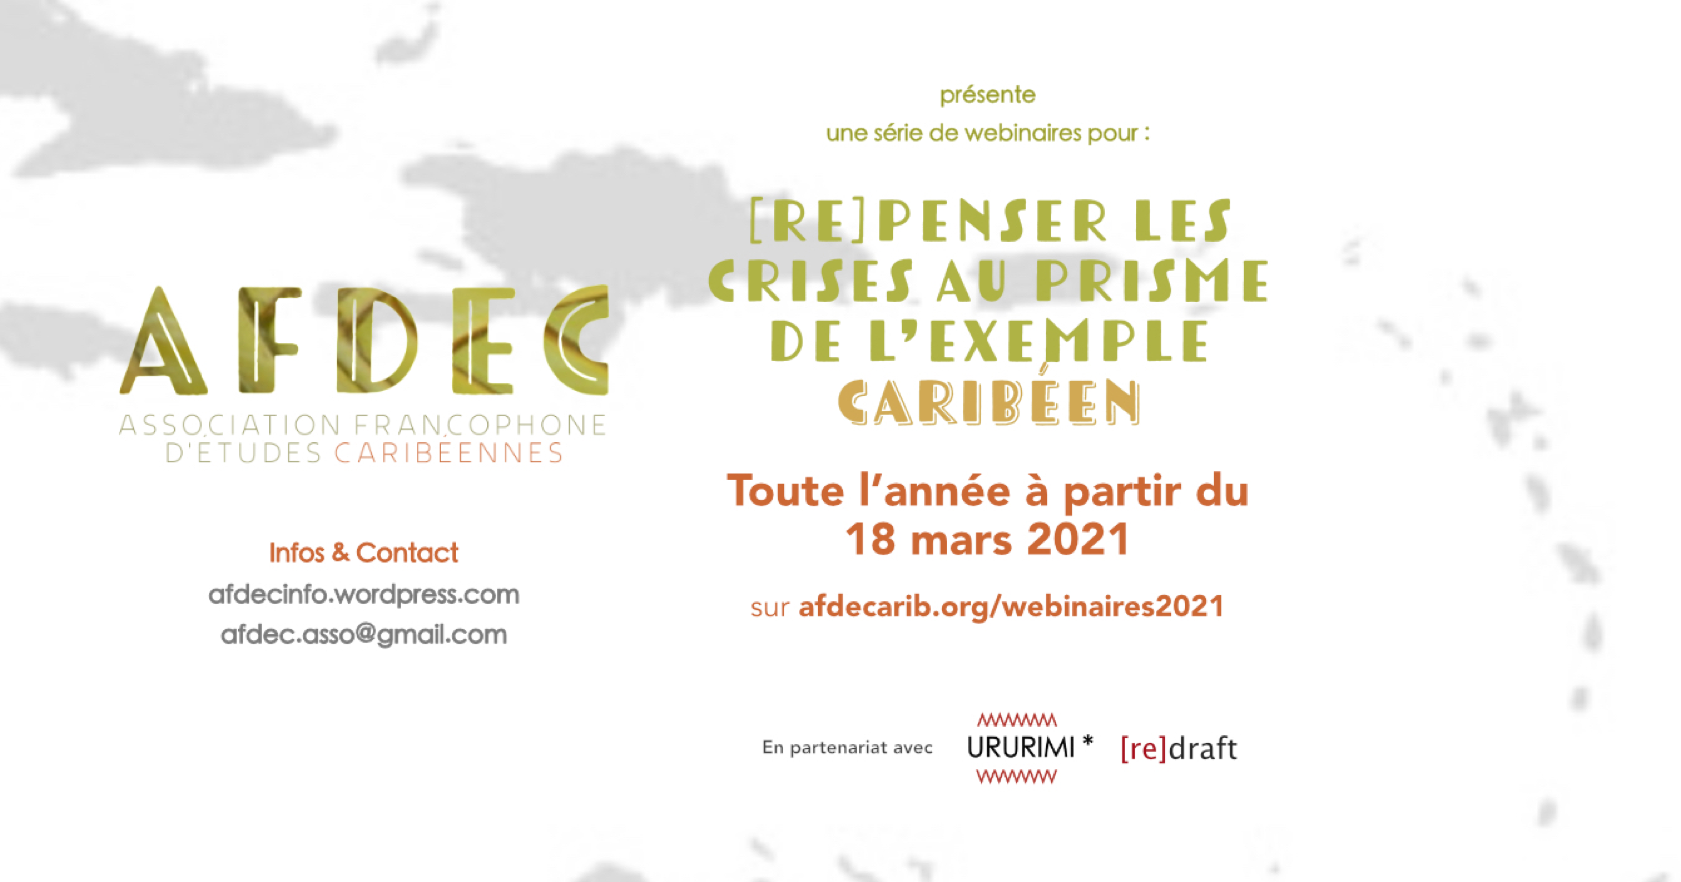 AFDEC
ASSOCIATION FRANCOPHONE
D'ÉTUDES CARIBÉENNES
Infos & Contact
afdecinfo.wordpress.com
afdec.asso@gmail.com
présente
une série de webinaires pour :
[RE]PENSER LES
CRISES AU PRISME
DE L'EXEMPLE
CARIBÉEN
Toute l'année à partir du
18 mars 2021
sur afdecarib.org/webinaires2021
En partenariat avec
URURIMI *
[re]draft